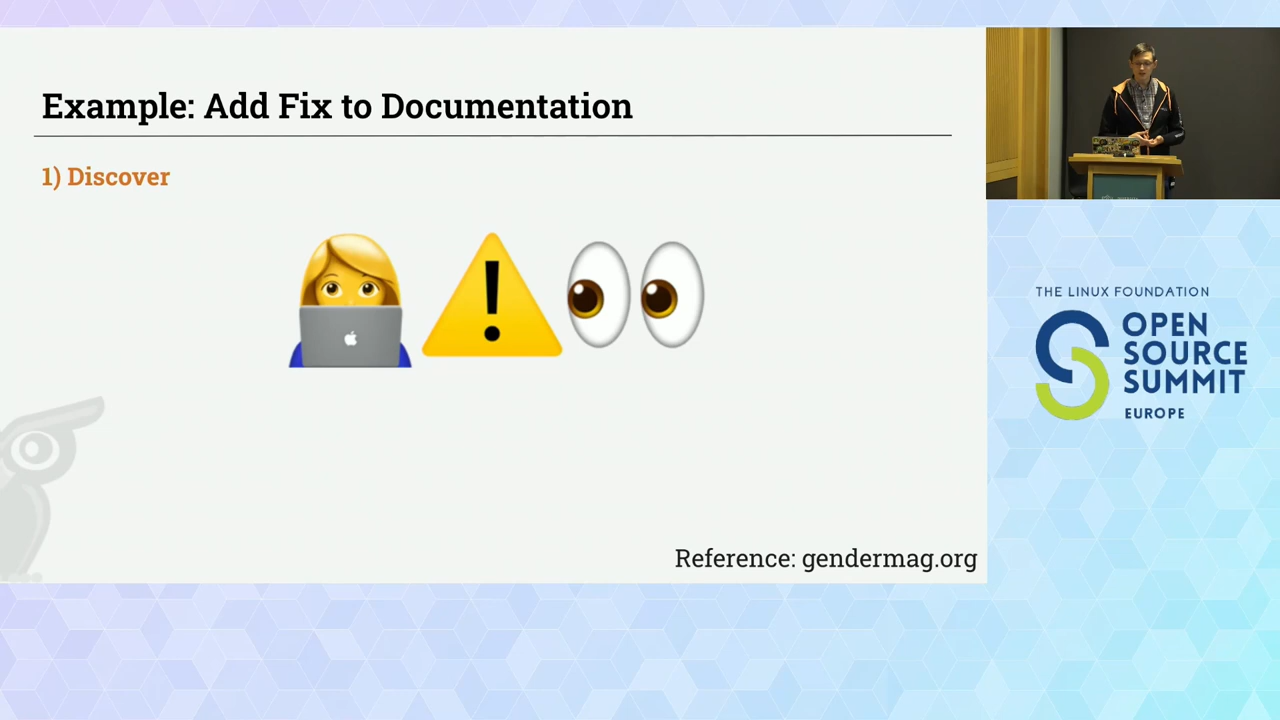 Example: Add Fix to Documentation
1) Discover
Reference: gendermag.org
THE LINUX FOUNDATION
OPEN
SOURCE
SUMMIT
EUROPE